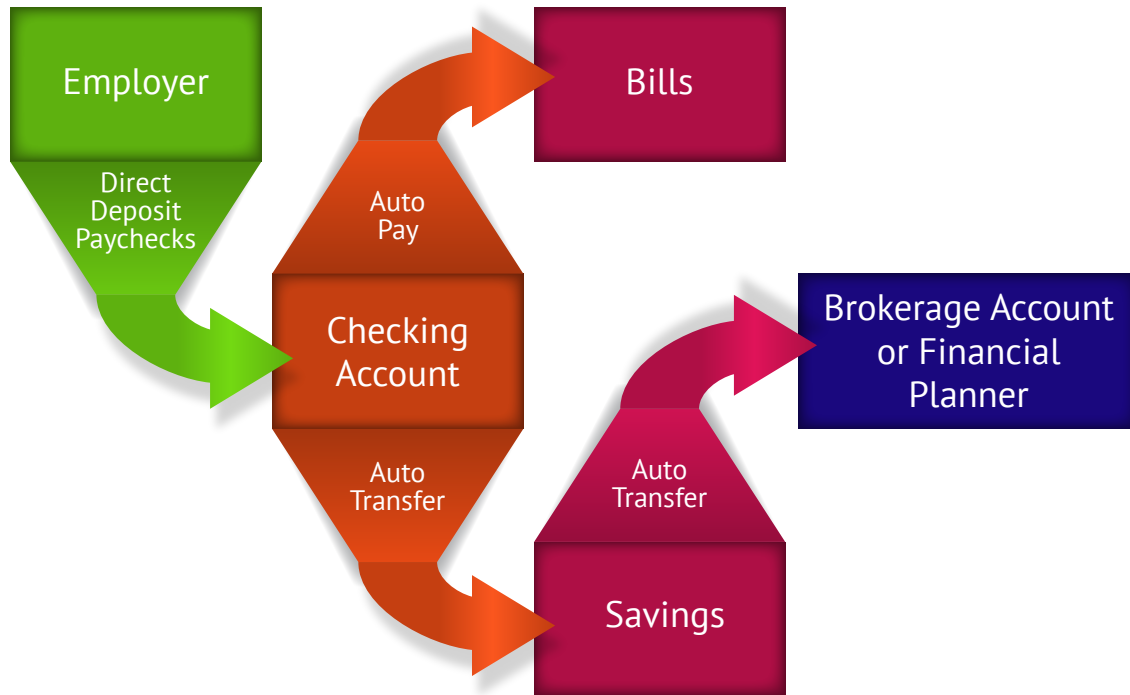 Employer
Direct
Deposit
Paychecks
Auto
Pay
Bills
Checking
Account
Auto
Transfer
Savings
Auto
Transfer
Brokerage Account
or Financial
Planner